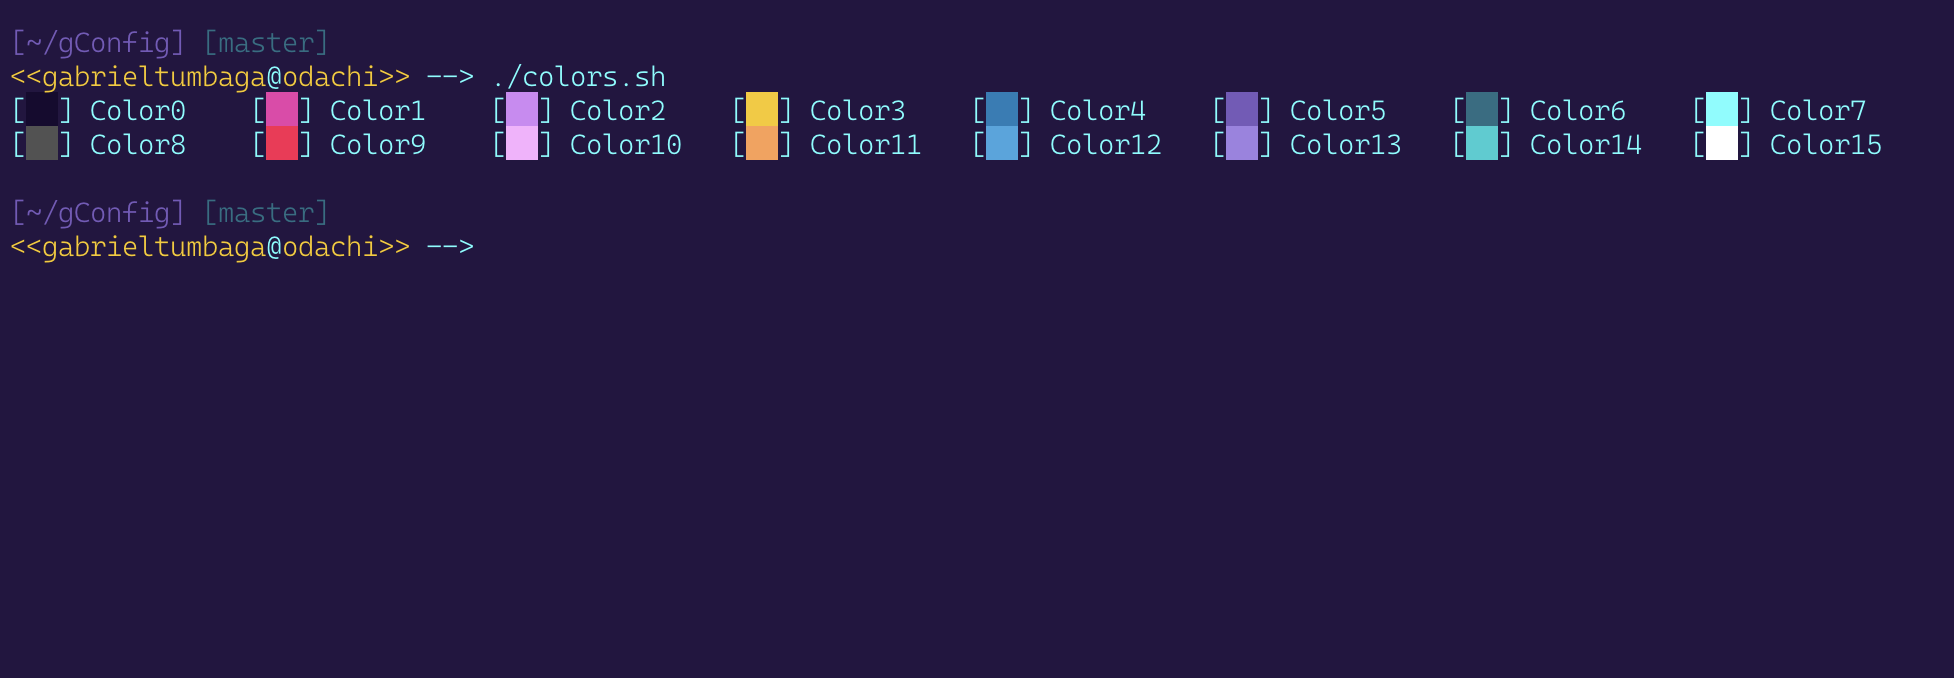 [~/gConfig] [master]
<<gabrieltumbaga@odachi>> --> ./colors.sh
[  ] Color0    [  ] Color1    [  ] Color2    [  ] Color3    [  ] Color4    [  ] Color5    [  ] Color6    [  ] Color7
[  ] Color8    [  ] Color9    [  ] Color10   [  ] Color11   [  ] Color12   [  ] Color13   [  ] Color14   [  ] Color15
[~/gConfig] [master]
<<gabrieltumbaga@odachi>> -->